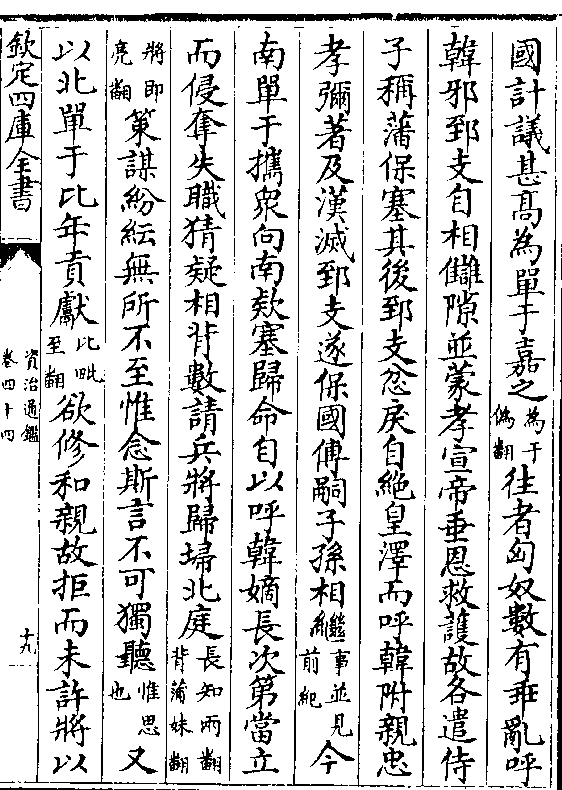 國計議甚髙為單于嘉之為于偽翻往者匈奴數有乖亂呼
韓邪郅支自相讎隙並蒙孝宣帝垂恩救護故各遣侍
子稱藩保塞其後郅支忿戾自絶皇澤而呼韓附親忠
孝彌著及漢滅郅支遂保國傳嗣子孫相繼事並見前紀今
南單于攜衆向南欵塞歸命自以呼韓嫡長次第當立
而侵奪失職猜疑相背數請兵將歸埽北庭長知兩翻背蒲妹翻
將即亮翻策謀紛紜無所不至惟念斯言不可獨聽惟思也又
以北單于比年貢獻比毗至翻欲修和親故拒而未許將以
欽定四庫全書
資治通鑑
卷四十四
十九